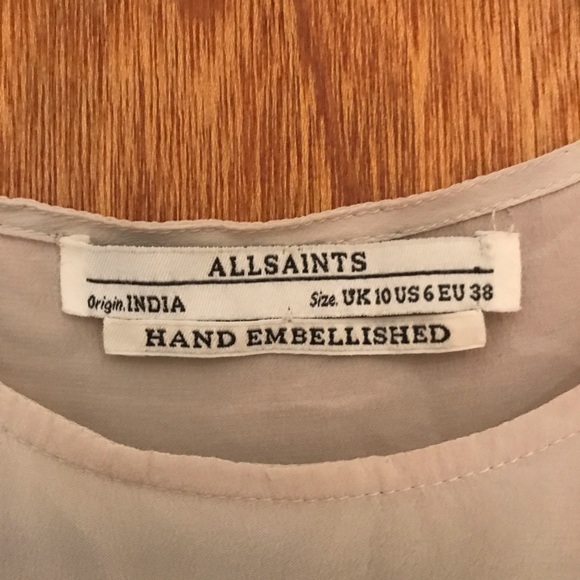 ALLSAINTS
Origin. INDIA Size. UK 10 US 6 EU 38
HAND EMBELLISHED